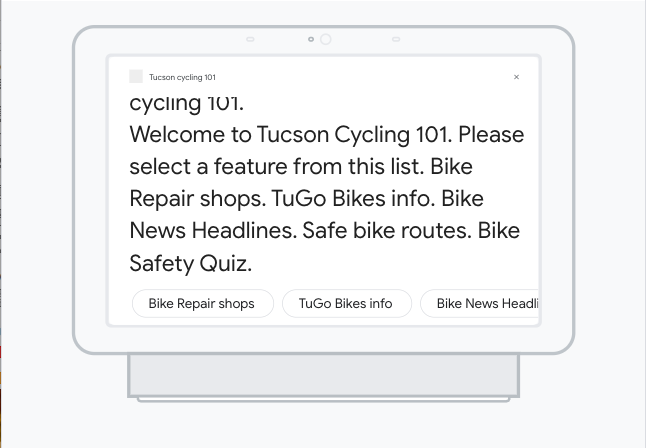 Tucson cycling 101
×
cycling 101.
Welcome to Tucson Cycling 101. Please
select a feature from this list. Bike
Repair shops. TuGo Bikes info. Bike
News Headlines. Safe bike routes. Bike
Safety Quiz.
Bike Repair shops
TuGo Bikes info
Bike News Headli